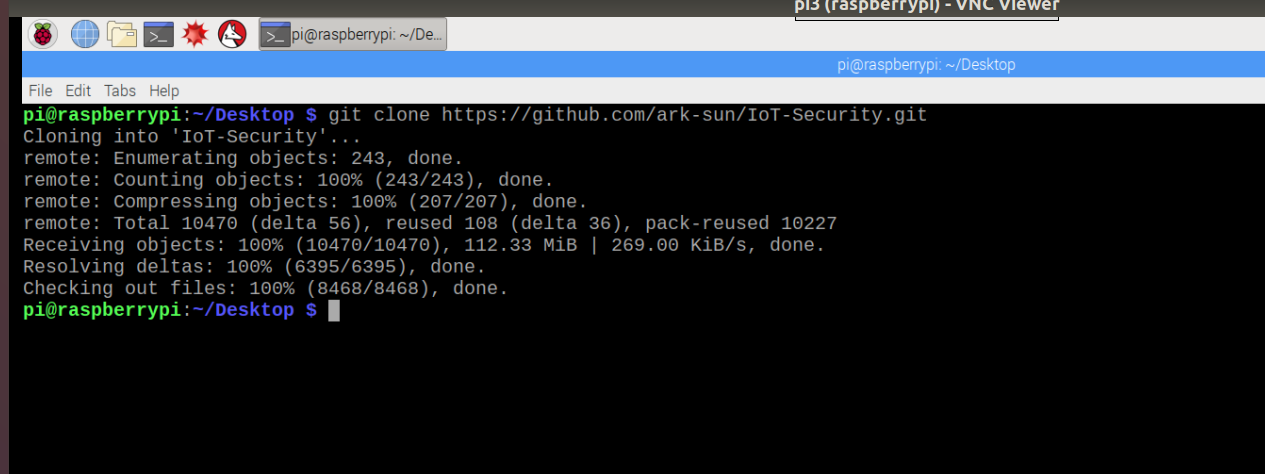 pi3 (raspberrypi) - VNC Viewer
pi@raspberrypi: ~/De...
pi@raspberrypi: ~/Desktop
File Edit Tabs Help
pi@raspberrypi:~/Desktop $ git clone https://github.com/ark-sun/IoT-Security.git
Cloning into 'IoT-Security'...
remote: Enumerating objects: 243, done.
remote: Counting objects: 100% (243/243), done.
remote: Compressing objects: 100% (207/207), done.
remote: Total 10470 (delta 56), reused 108 (delta 36), pack-reused 10227
Receiving objects: 100% (10470/10470), 112.33 MiB | 269.00 KiB/s, done.
Resolving deltas: 100% (6395/6395), done.
Checking out files: 100% (8468/8468), done.
pi@raspberrypi:~/Desktop $